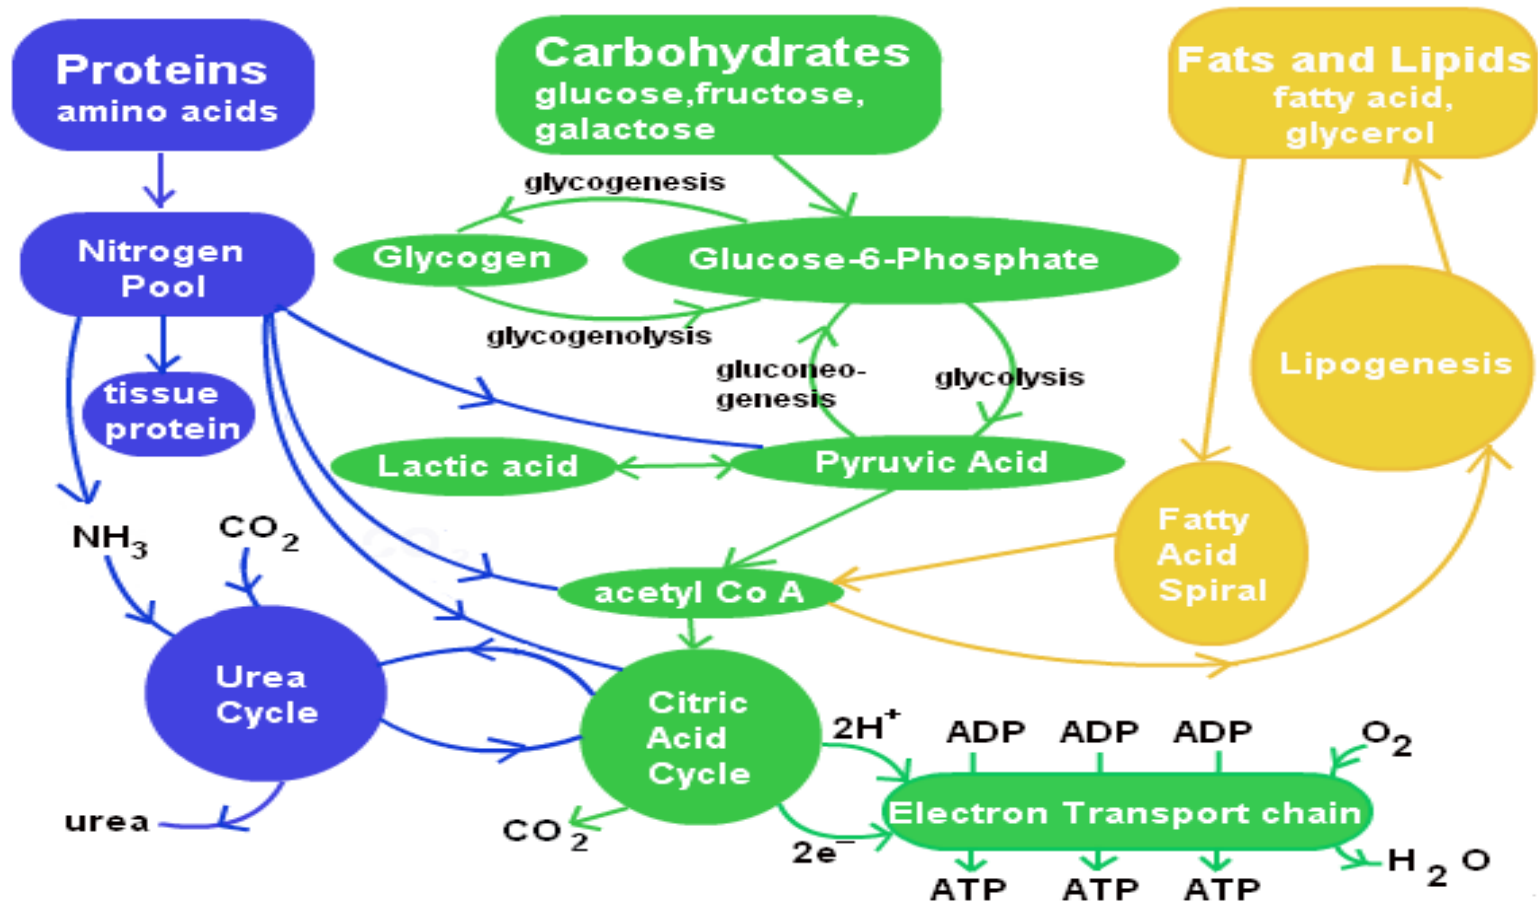 Proteins
amino acids
Carbohydrates
glucose,fructose,
galactose
Fats and Lipids
fatty acid,
glycerol
glycogenesis
Nitrogen
Pool
Glycogen
Glucose-6-Phosphate
glycogenolysis
gluconeo-
genesis
glycolysis
Lipogenesis
tissue
protein
Lactic acid
Pyruvic Acid
NH3
CO2
Fatty
Acid
Spiral
acetyl Co A
Urea
Cycle
Citric
Acid
Cycle
2H+
ADP ADP ADP
O2
Electron Transport chain
urea
CO2
2e−
H2O
ATP ATP ATP